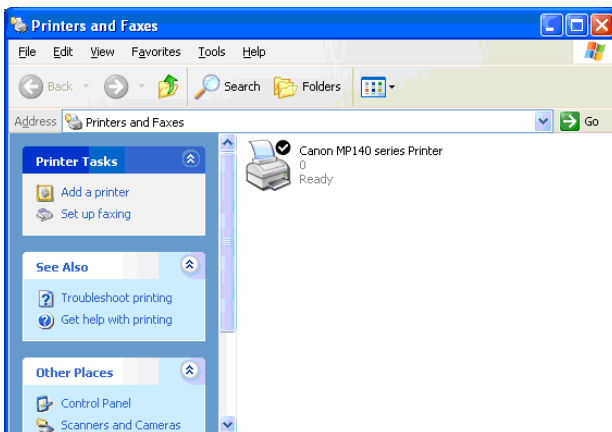 Printers and Faxes
File Edit View Favorites Tools Help
Back Search Folders
Address Printers and Faxes Go
Printer Tasks
Add a printer
Set up faxing
See Also
Troubleshoot printing
Get help with printing
Other Places
Control Panel
Scanners and Cameras
Canon MP140 series Printer
0
Ready